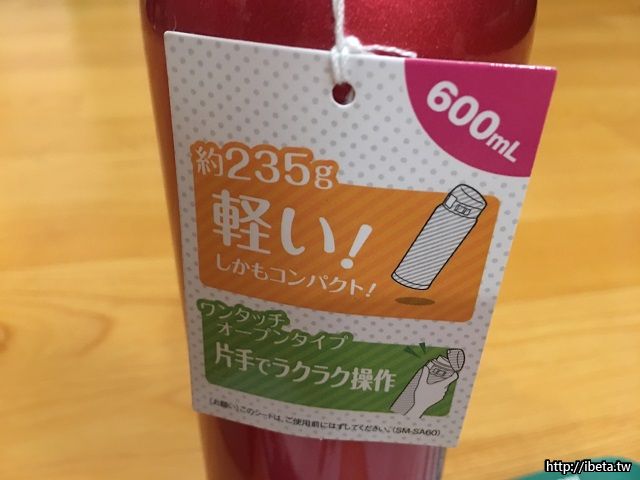 600mL
約235g
軽い!
しかもコンパクト!
ワンタッチ
オープンタイプ
片手でラクラク操作
[お願い]このシートは、ご使用前にはずしてください。(SM-SA60)
http://ibeta.tw